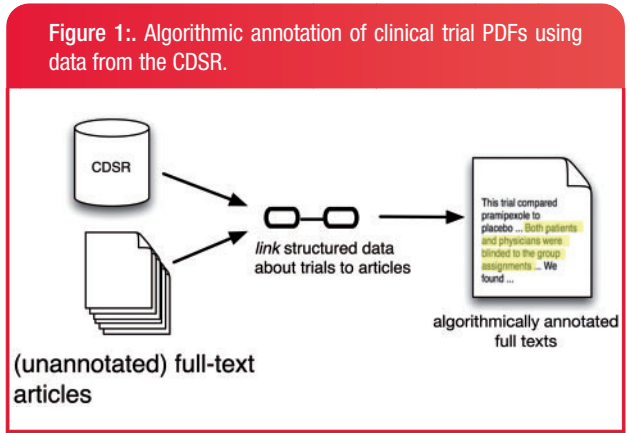 Figure 1:. Algorithmic annotation of clinical trial PDFs using
data from the CDSR.
CDSR
link structured data
about trials to articles
(unannotated) full-text
articles
This trial compared
pramipexole to
placebo ... Both patients
and physicians were
blinded to the group
assignments ... We
found ...
algorithmically annotated
full texts